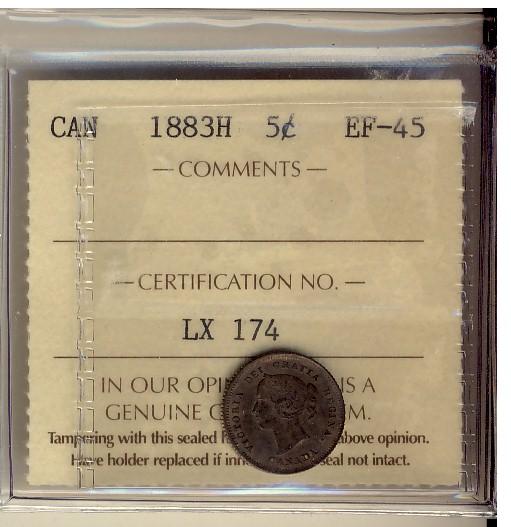 CAN 1883H 5¢ EF-45
— COMMENTS —
— CERTIFICATION NO. —
LX 174
IN OUR IS A
GENUINE
Tampering with this sealed above opinion.
Have holder replaced if seal not intact.
VICTORIA DEI GRATIA REGINA
CANADA